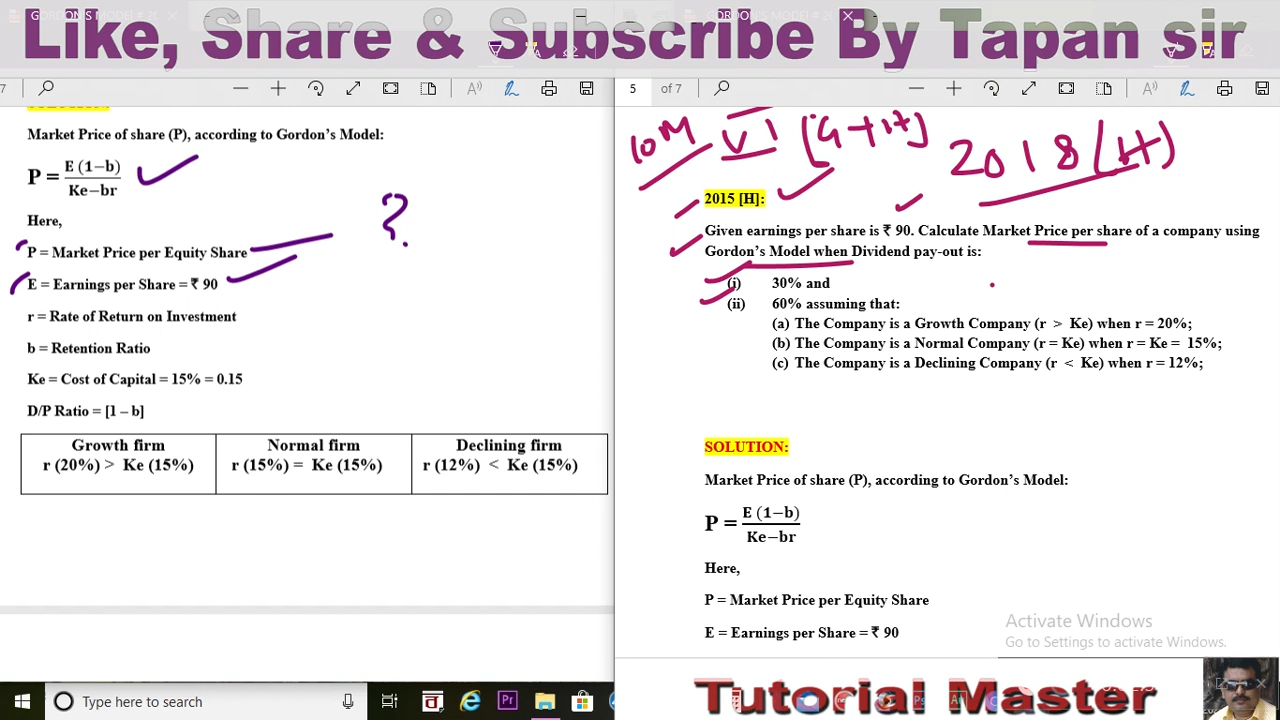 GORDON'S MODEL # 20
GORDON'S MODEL # 20
Like, Share & Subscribe By Tapan sir
Market Price of share (P), according to Gordon's Model:
P = E (1−b)
Ke−br
Here,
P = Market Price per Equity Share
E = Earnings per Share = ₹ 90
r = Rate of Return on Investment
b = Retention Ratio
Ke = Cost of Capital = 15% = 0.15
D/P Ratio = [1 – b]
Growth firm Normal firm Declining firm
r (20%) > Ke (15%) r (15%) = Ke (15%) r (12%) < Ke (15%)
?
5 of 7
10M VI [G+H] 2018 (H)
2015 [H]:
Given earnings per share is ₹ 90. Calculate Market Price per share of a company using
Gordon's Model when Dividend pay-out is:
(i) 30% and
(ii) 60% assuming that:
(a) The Company is a Growth Company (r > Ke) when r = 20%;
(b) The Company is a Normal Company (r = Ke) when r = Ke = 15%;
(c) The Company is a Declining Company (r < Ke) when r = 12%;
SOLUTION:
Market Price of share (P), according to Gordon's Model:
P = E (1−b)
Ke−br
Here,
P = Market Price per Equity Share
E = Earnings per Share = ₹ 90
Activate Windows
Go to Settings to activate Windows.
Type here to search
Tutorial Master